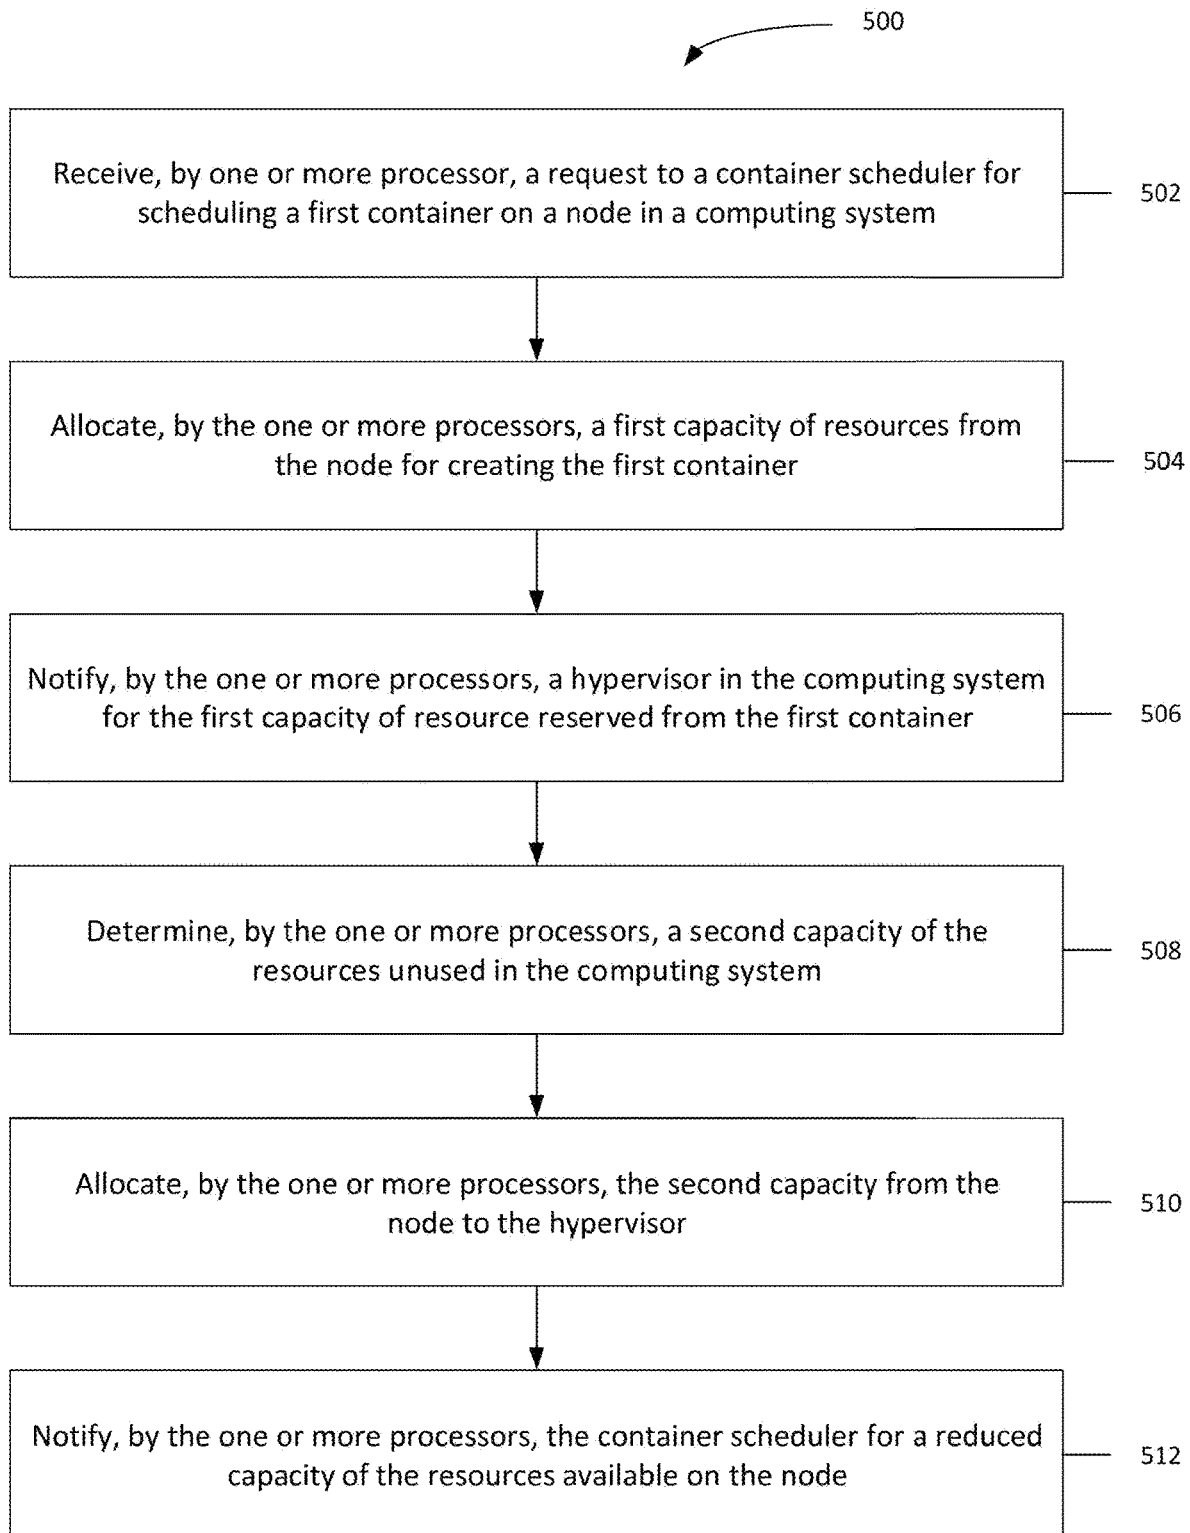 500
Receive, by one or more processor, a request to a container scheduler for
scheduling a first container on a node in a computing system
502
Allocate, by the one or more processors, a first capacity of resources from
the node for creating the first container
504
Notify, by the one or more processors, a hypervisor in the computing system
for the first capacity of resource reserved from the first container
506
Determine, by the one or more processors, a second capacity of the
resources unused in the computing system
508
Allocate, by the one or more processors, the second capacity from the
node to the hypervisor
510
Notify, by the one or more processors, the container scheduler for a reduced
capacity of the resources available on the node
512